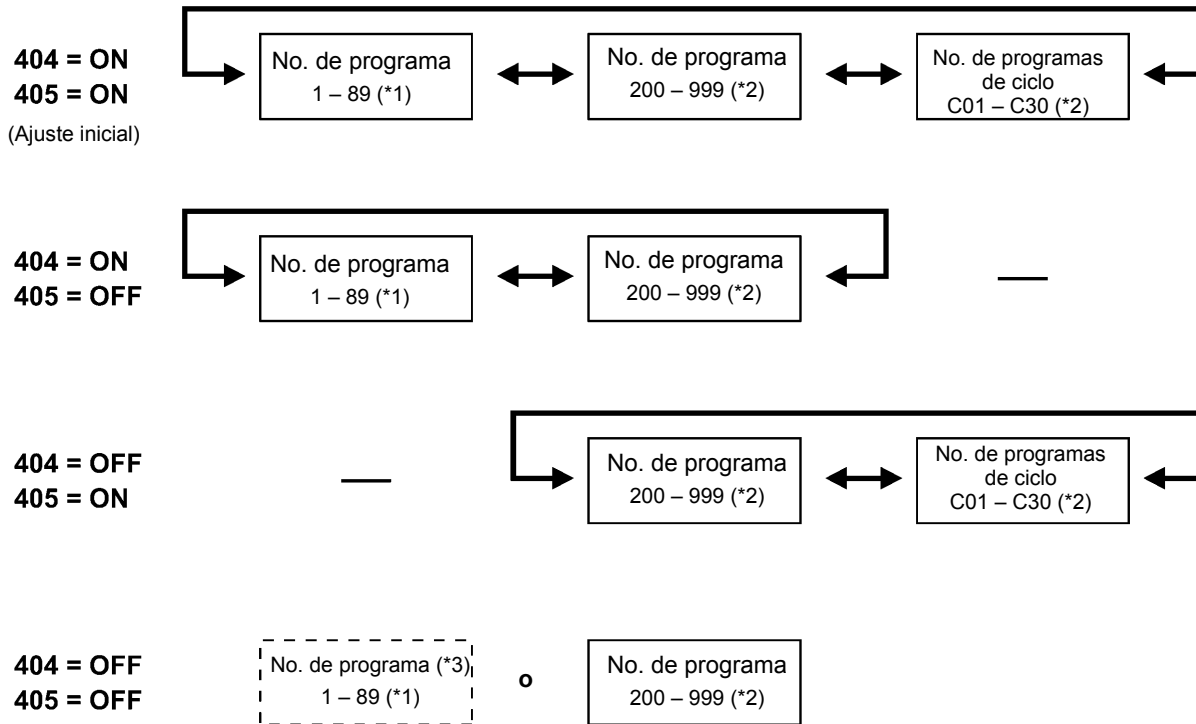 404 = ON
405 = ON
(Ajuste inicial)
No. de programa
1 – 89 (*1)
No. de programa
200 – 999 (*2)
No. de programas
de ciclo
C01 – C30 (*2)
404 = ON
405 = OFF
No. de programa
1 – 89 (*1)
No. de programa
200 – 999 (*2)
404 = OFF
405 = ON
No. de programa
200 – 999 (*2)
No. de programas
de ciclo
C01 – C30 (*2)
404 = OFF
405 = OFF
No. de programa (*3)
1 – 89 (*1)
o
No. de programa
200 – 999 (*2)